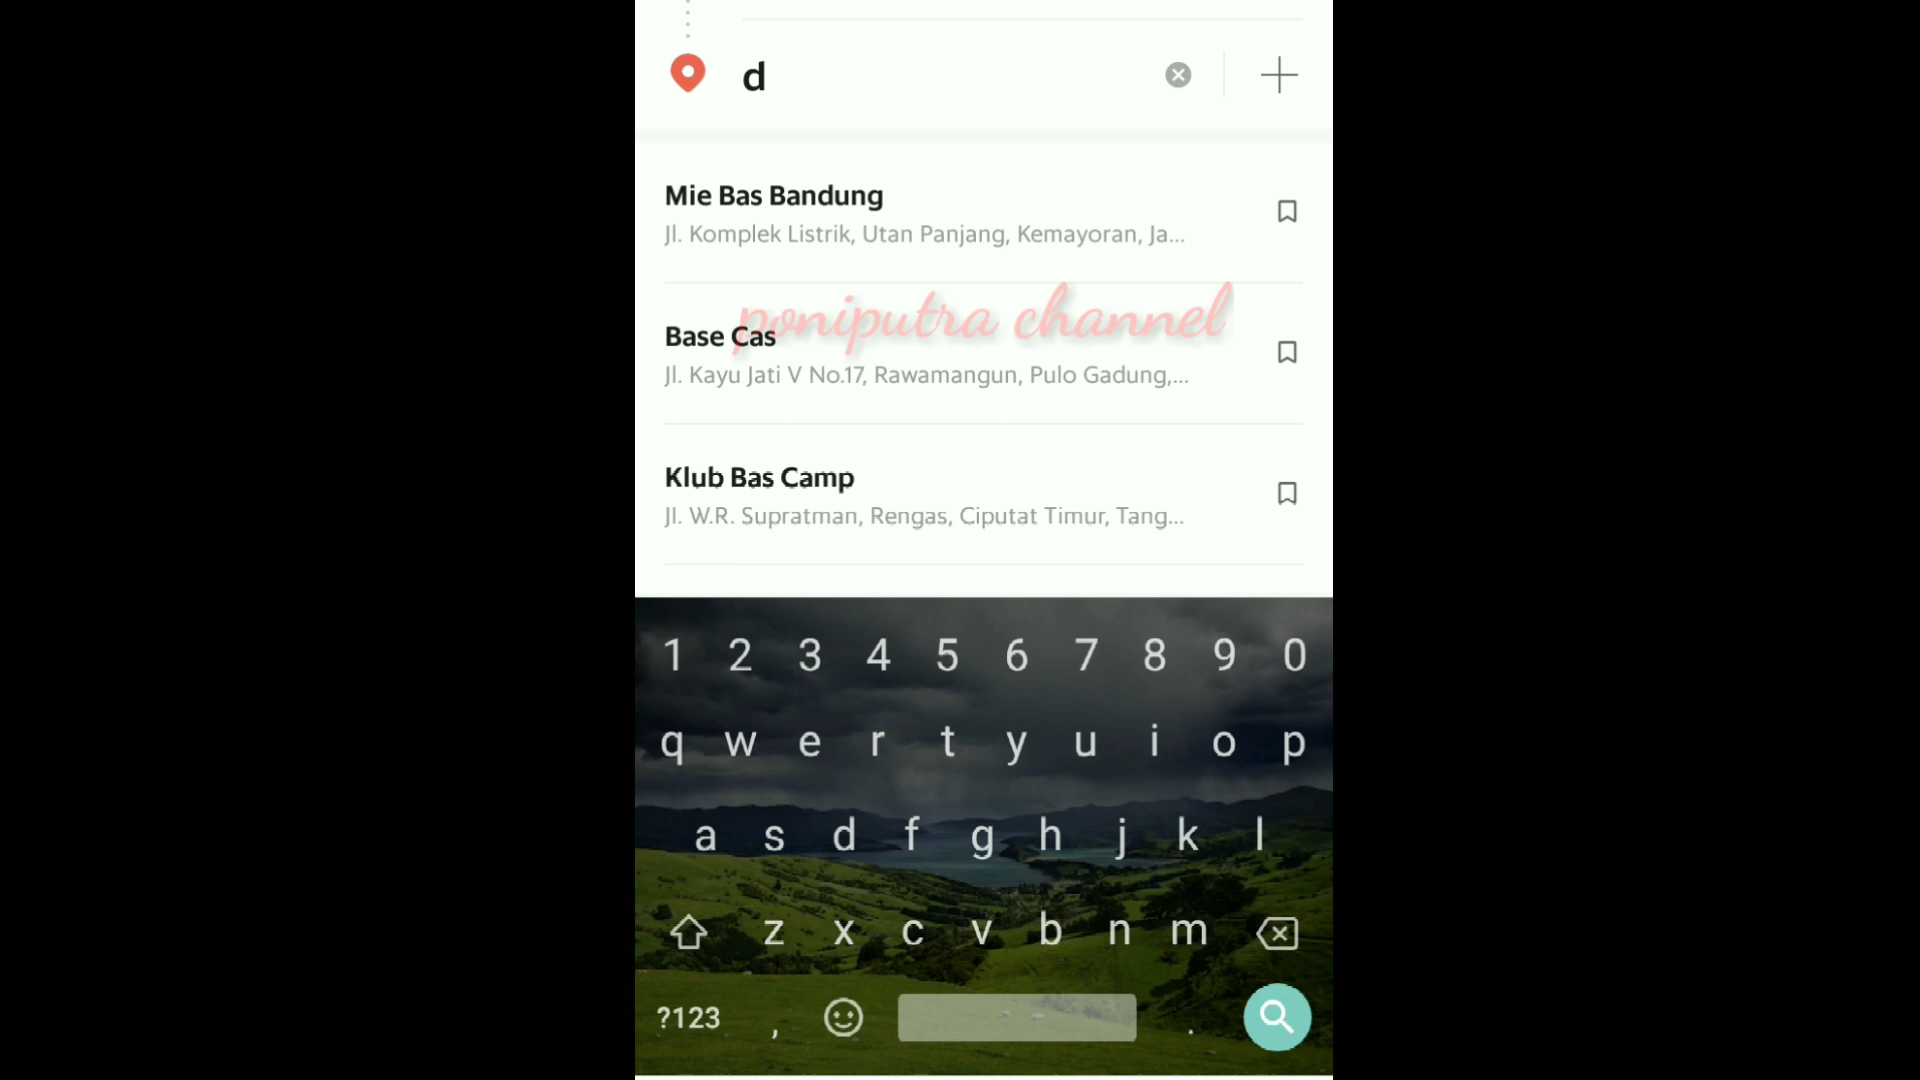 d
Mie Bas Bandung
Jl. Komplek Listrik, Utan Panjang, Kemayoran, Ja...
poniputra channel
Base Cas
Jl. Kayu Jati V No.17, Rawamangun, Pulo Gadung,...
Klub Bas Camp
Jl. W.R. Supratman, Rengas, Ciputat Timur, Tang...
1 2 3 4 5 6 7 8 9 0
q w e r t y u i o p
a s d f g h j k l
z x c v b n m
?123 , .